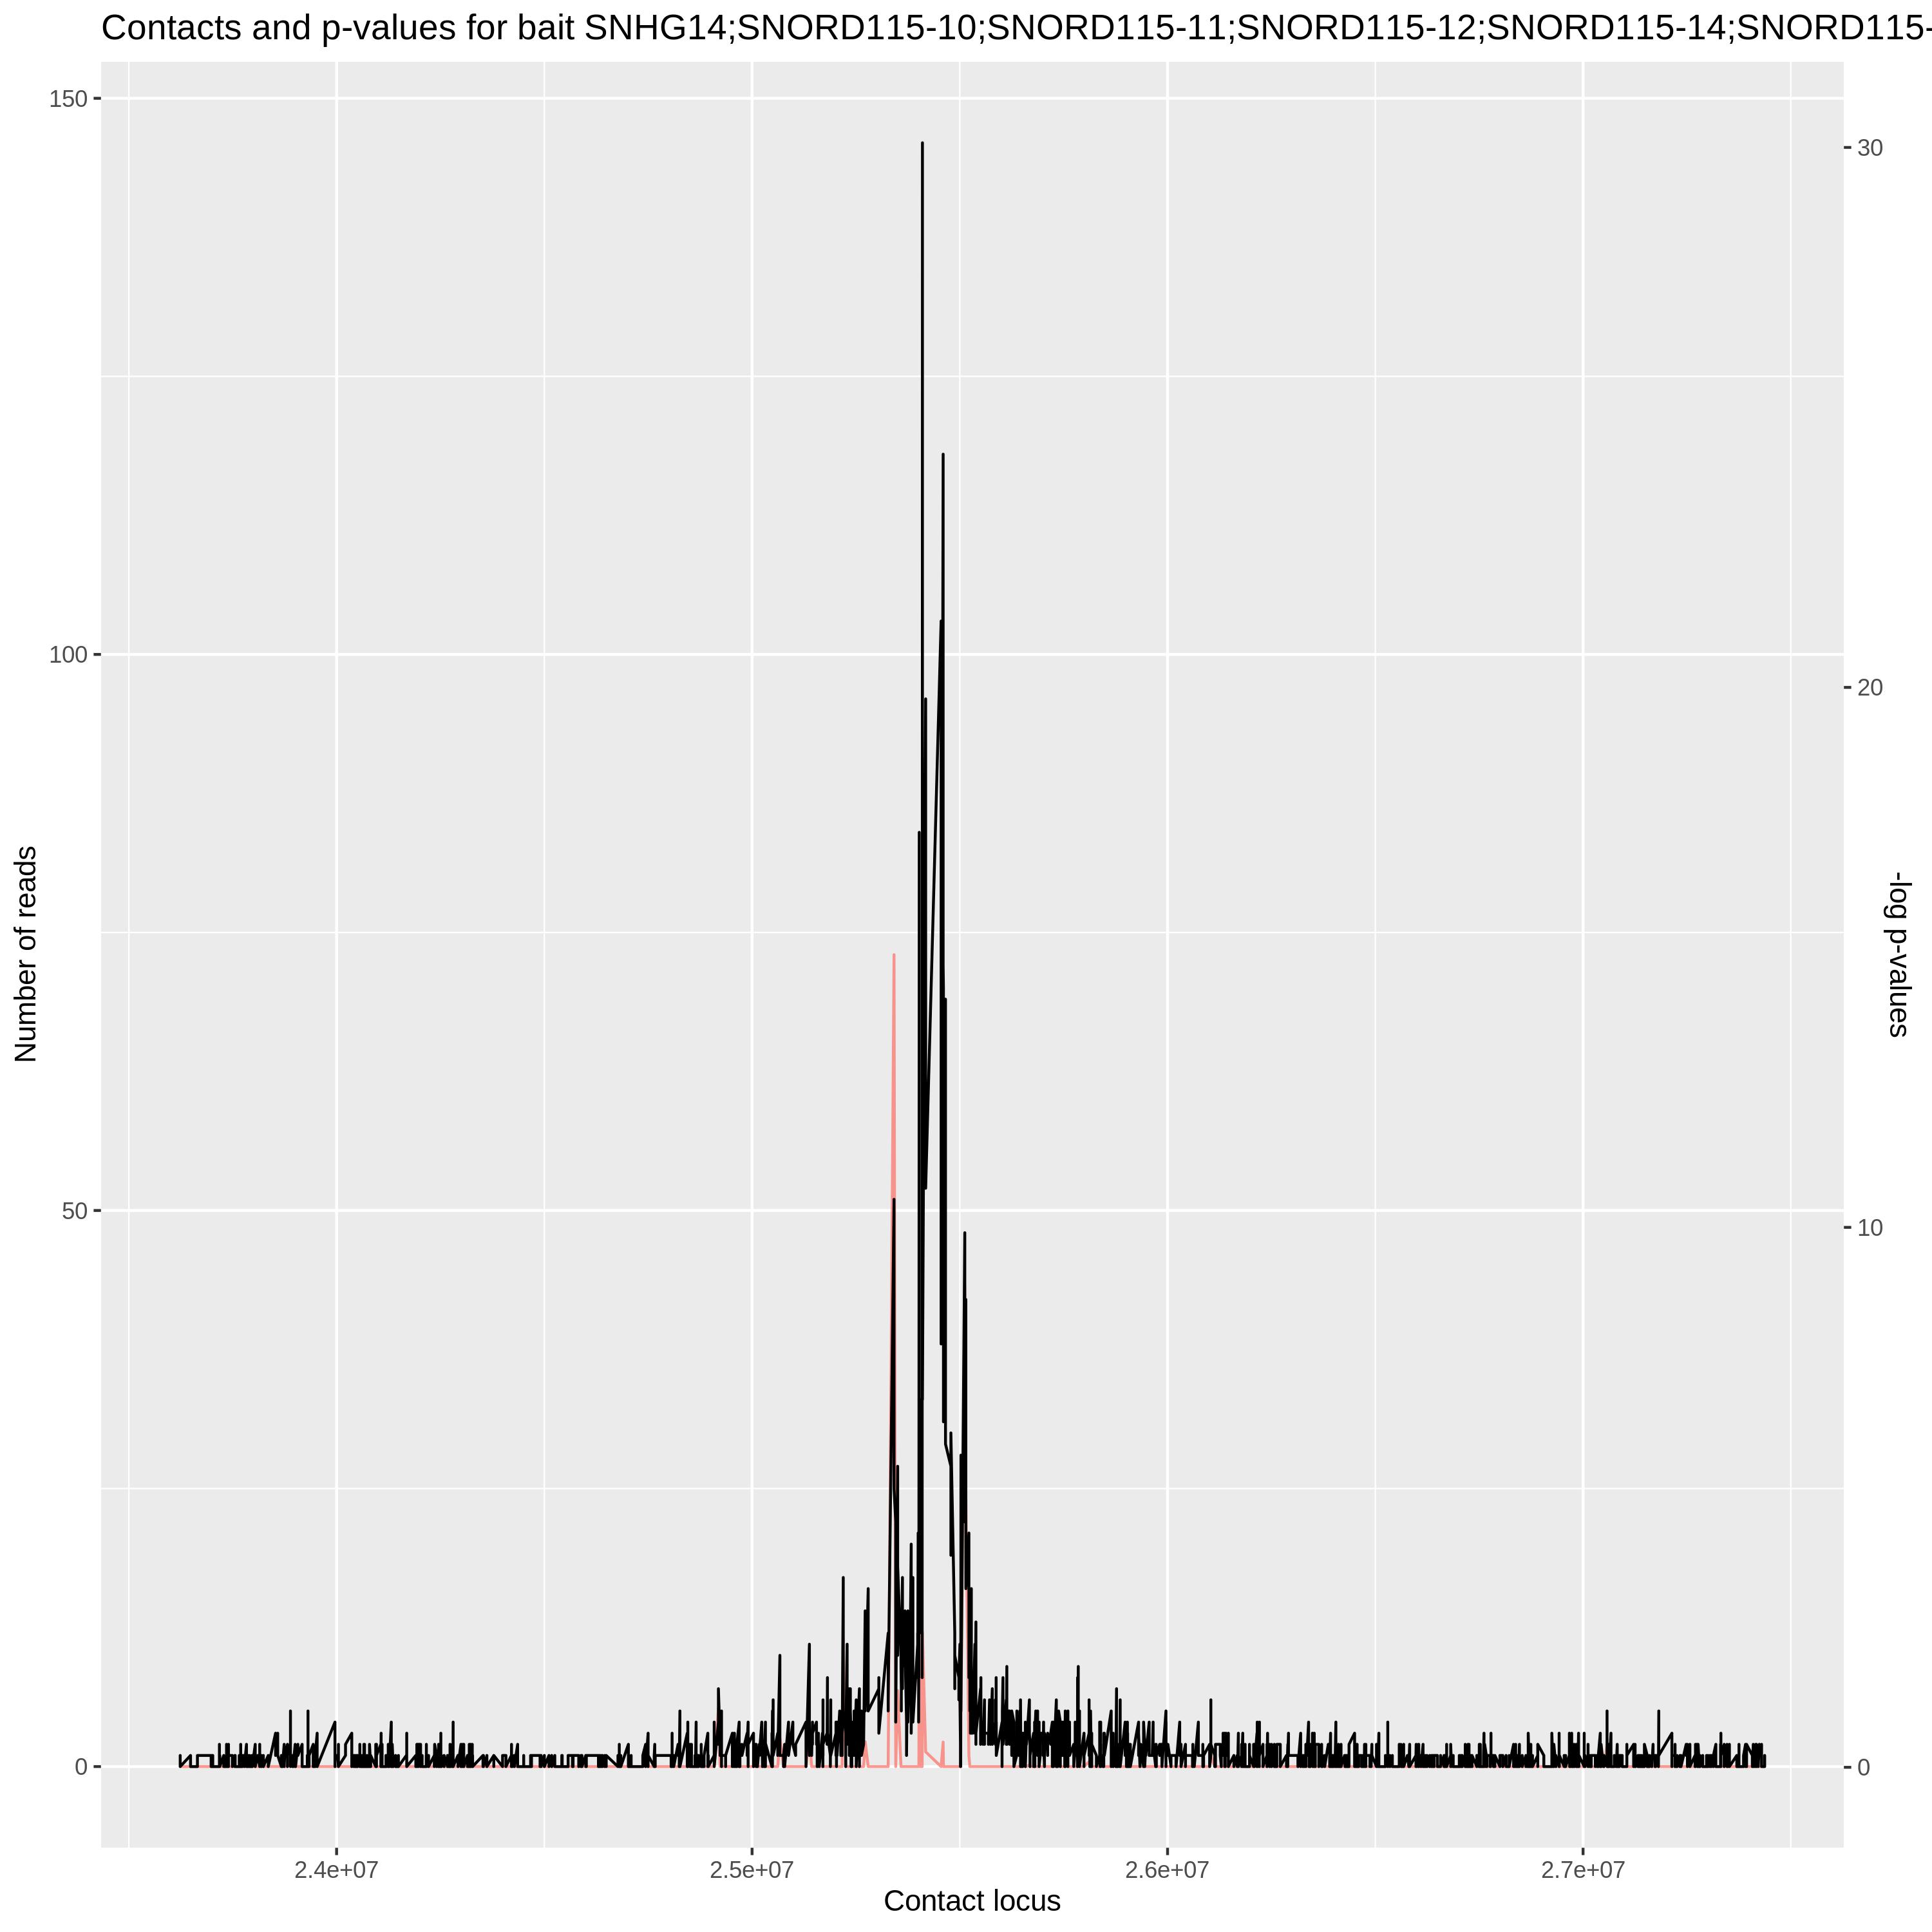 Contacts and p-values for bait SNHG14;SNORD115-10;SNORD115-11;SNORD115-12;SNORD115-14;SNORD115-
150
100
50
0
30
20
10
0
Number of reads
-log p-values
2.4e+07 2.5e+07 2.6e+07 2.7e+07
Contact locus